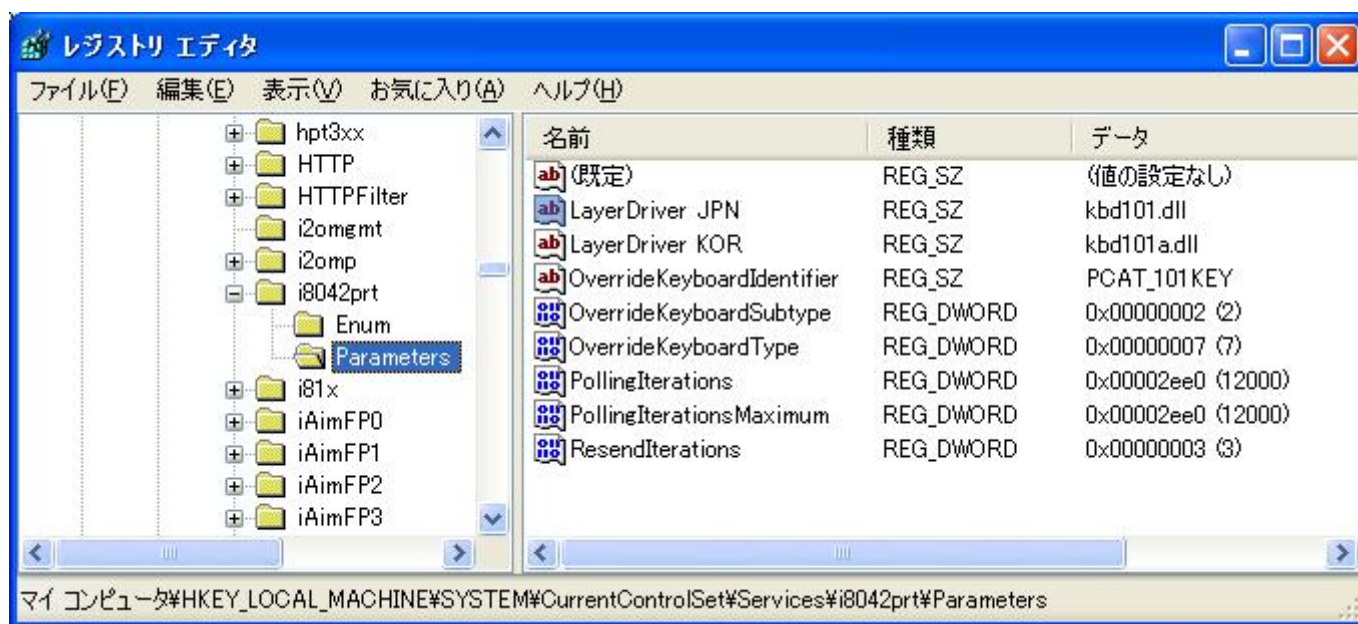 レジストリ エディタ
ファイル(F) 編集(E) 表示(V) お気に入り(A) ヘルプ(H)
hpt3xx
HTTP
HTTPFilter
i2omgmt
i2omp
i8042prt
Enum
Parameters
i81x
iAimFP0
iAimFP1
iAimFP2
iAimFP3
名前 種類 データ
(既定) REG_SZ (値の設定なし)
LayerDriver JPN REG_SZ kbd101.dll
LayerDriver KOR REG_SZ kbd101a.dll
OverrideKeyboardIdentifier REG_SZ PCAT_101KEY
OverrideKeyboardSubtype REG_DWORD 0x00000002 (2)
OverrideKeyboardType REG_DWORD 0x00000007 (7)
PollingIterations REG_DWORD 0x00002ee0 (12000)
PollingIterationsMaximum REG_DWORD 0x00002ee0 (12000)
ResendIterations REG_DWORD 0x00000003 (3)
マイ コンピュータ¥HKEY_LOCAL_MACHINE¥SYSTEM¥CurrentControlSet¥Services¥i8042prt¥Parameters